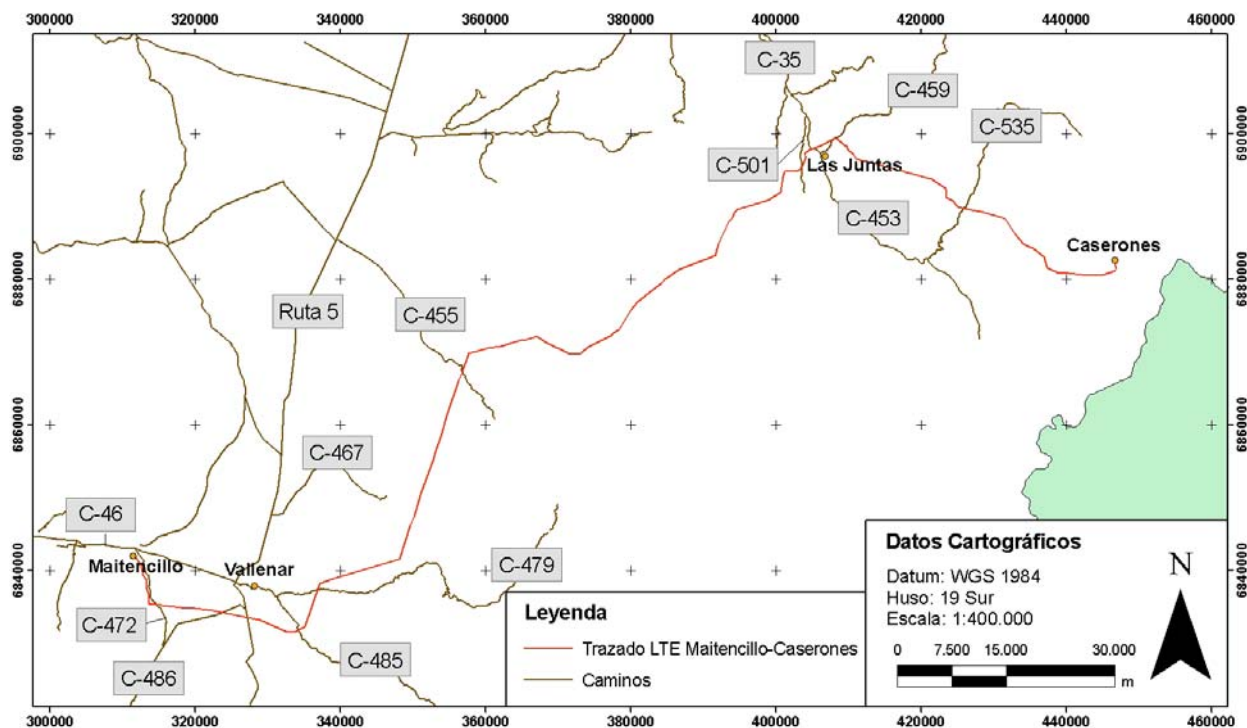 300000 320000 340000 360000 380000 400000 420000 440000 460000
C-35
C-459
6900000
C-535
6900000
C-501
Las Juntas
C-453
Caserones
6880000
6880000
Ruta 5
C-455
6860000
6860000
C-467
C-46
Maitencillo
Vallenar
C-479
6840000
6840000
C-472
C-485
C-486
Leyenda
Trazado LTE Maitencillo-Caserones
Caminos
Datos Cartográficos
Datum: WGS 1984
Huso: 19 Sur
Escala: 1:400.000
N
0 7.500 15.000 30.000
m
300000 320000 340000 360000 380000 400000 420000 440000 460000